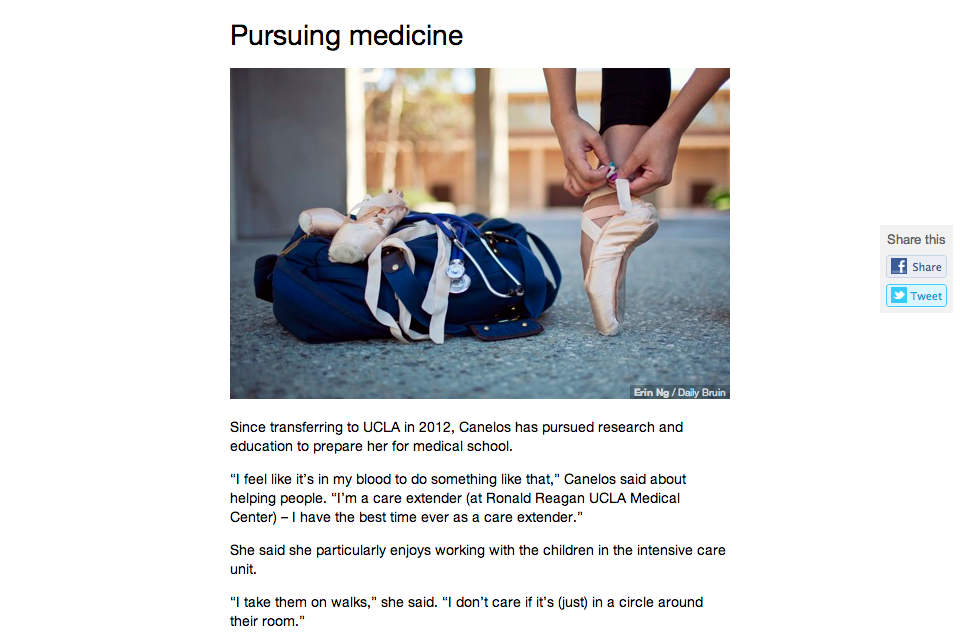 Pursuing medicine
Share this
Share
Tweet
Erin Ng / Daily Bruin
Since transferring to UCLA in 2012, Canelos has pursued research and
education to prepare her for medical school.
“I feel like it’s in my blood to do something like that,” Canelos said about
helping people. “I’m a care extender (at Ronald Reagan UCLA Medical
Center) – I have the best time ever as a care extender.”
She said she particularly enjoys working with the children in the intensive care
unit.
“I take them on walks,” she said. “I don’t care if it’s (just) in a circle around
their room.”